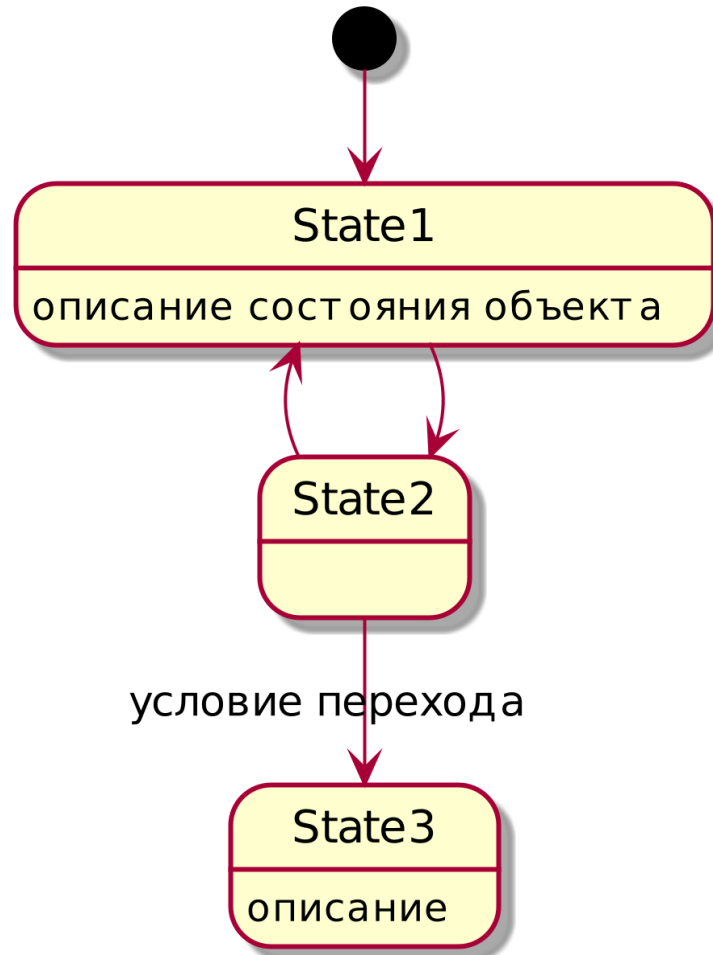 State1
описание состояния объекта
State2
условие перехода
State3
описание